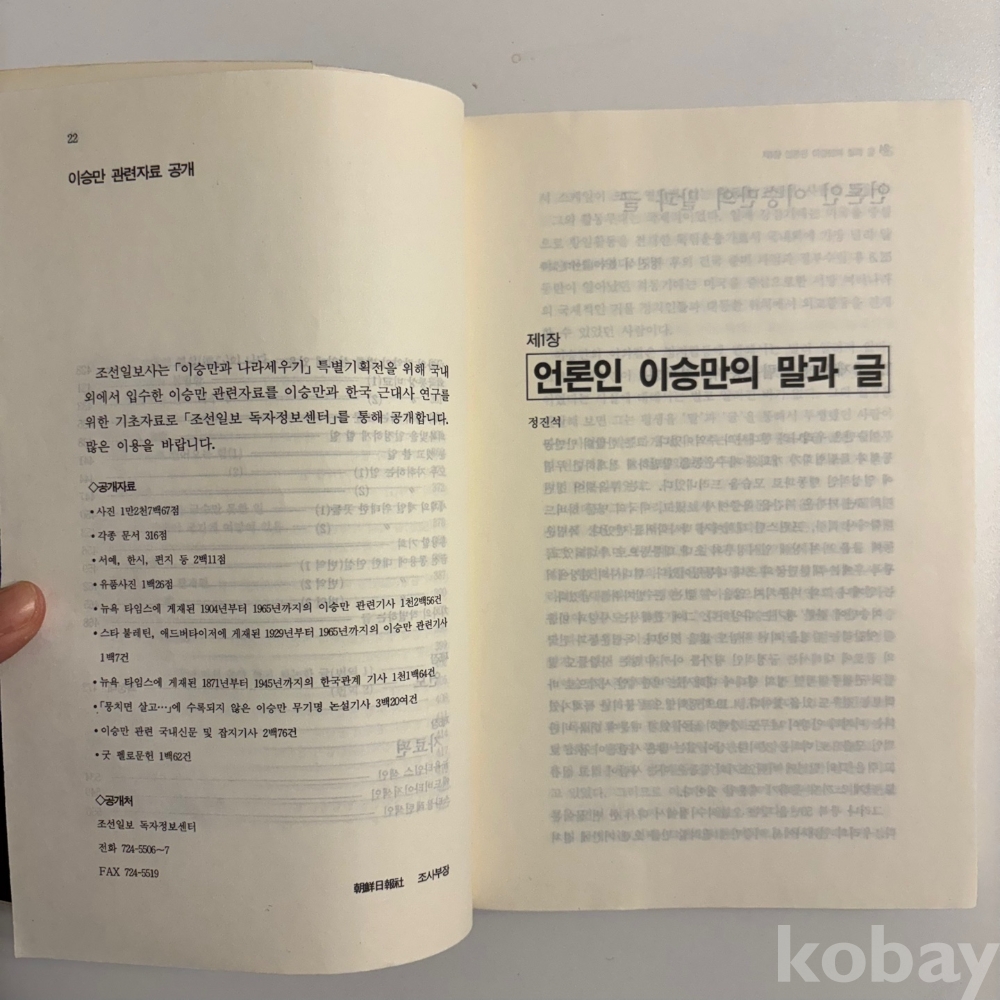 22
이승만 관련자료 공개
조선일보사는 「이승만과 나라세우기」 특별기획전을 위해 국내
외에서 입수한 이승만 관련자료를 이승만과 한국 근대사 연구를
위한 기초자료로 「조선일보 독자정보센터」를 통해 공개합니다.
많은 이용을 바랍니다.
◇공개자료
• 사진 1만2천7백67점
• 각종 문서 316점
• 서예, 한시, 편지 등 2백11점
• 유품사진 1백26점
• 뉴욕 타임스에 게재된 1904년부터 1965년까지의 이승만 관련기사 1천2백56건
• 스타 불레틴, 애드버타이저에 게재된 1929년부터 1965년까지의 이승만 관련기사
1백7건
• 뉴욕 타임스에 게재된 1871년부터 1945년까지의 한국관계 기사 1천1백64건
• 「뭉치면 살고…」에 수록되지 않은 이승만 무기명 논설기사 3백20여건
• 이승만 관련 국내신문 및 잡지기사 2백76건
• 굿 펠로문헌 1백62건
◇공개처
조선일보 독자정보센터
전화 724-5506~7
FAX 724-5519
朝鮮日報社 조사부장
제1장
언론인 이승만의 말과 글
정진석
kobay